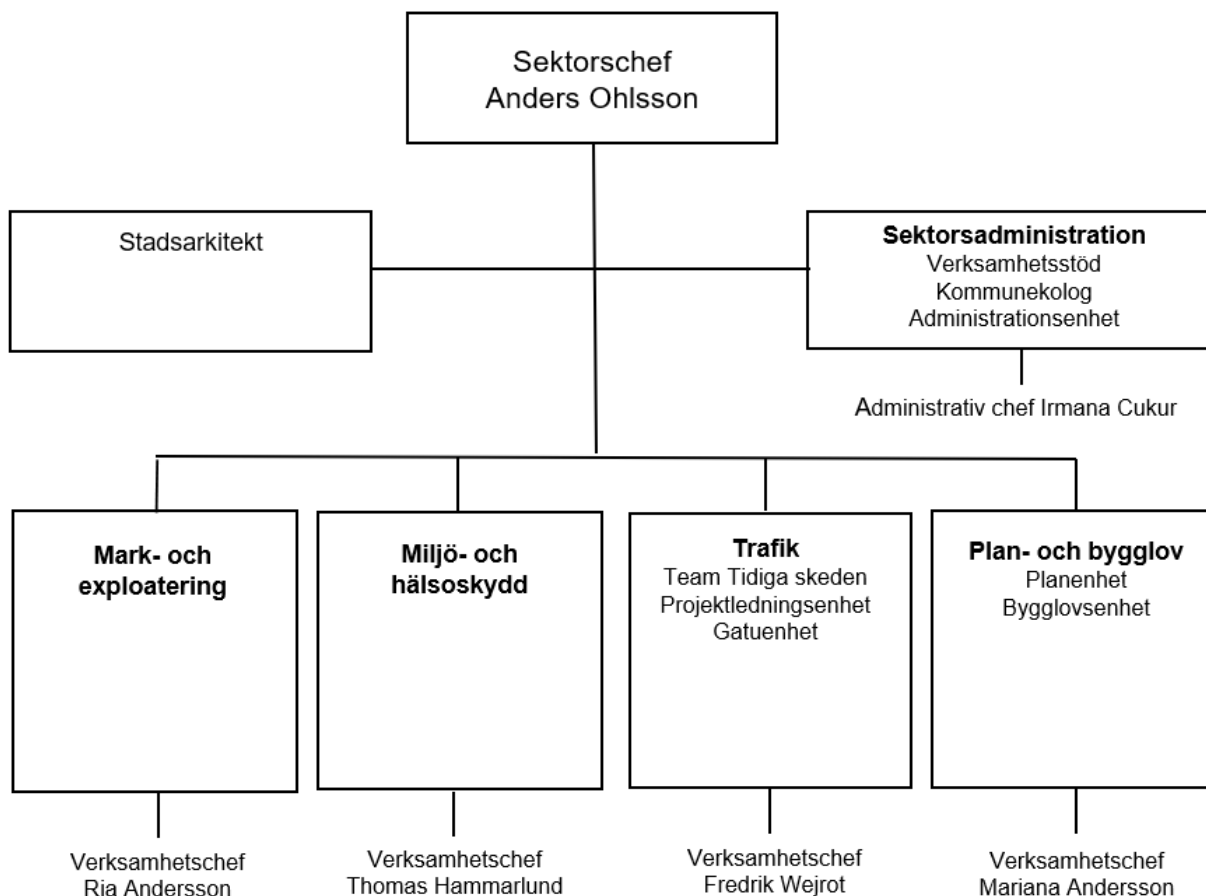 Sektorschef
Anders Ohlsson
Stadsarkitekt
Sektorsadministration
Verksamhetsstöd
Kommunekolog
Administrationsenhet
Administrativ chef Irmana Cukur
Mark- och
exploatering
Miljö- och
hälsoskydd
Trafik
Team Tidiga skeden
Projektledningsenhet
Gatuenhet
Plan- och bygglov
Planenhet
Bygglovsenhet
Verksamhetschef
Ria Andersson
Verksamhetschef
Thomas Hammarlund
Verksamhetschef
Fredrik Wejrot
Verksamhetschef
Mariana Andersson